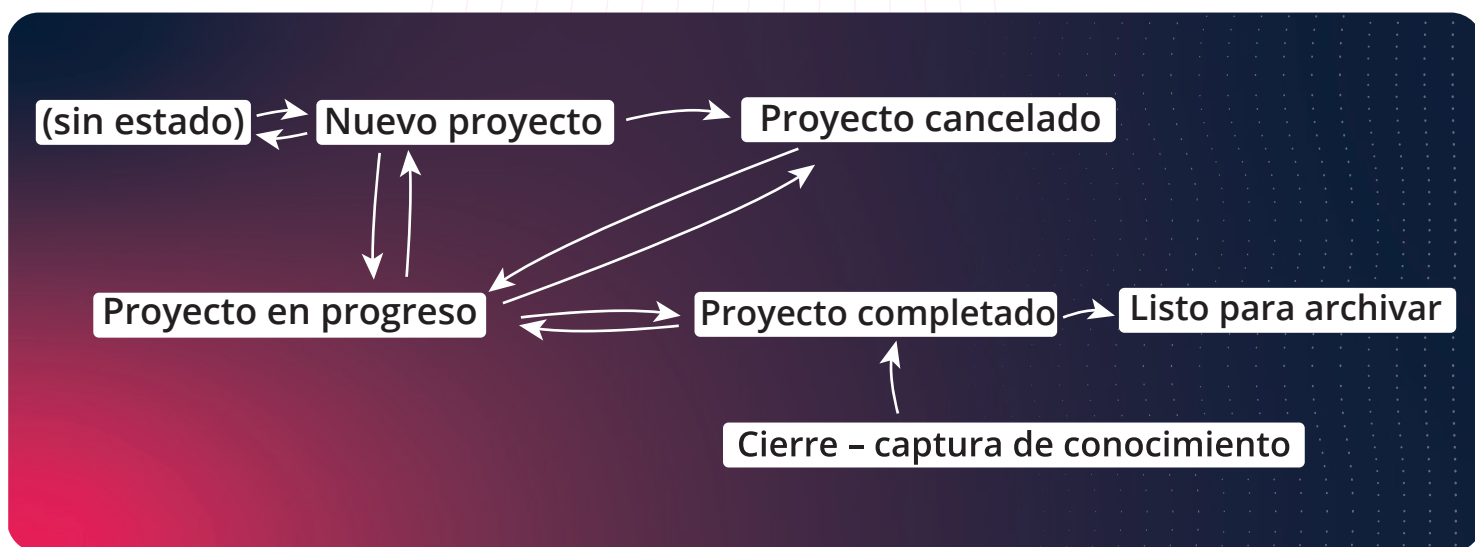 (sin estado)
Nuevo proyecto
Proyecto cancelado
Proyecto en progreso
Proyecto completado
Listo para archivar
Cierre – captura de conocimiento